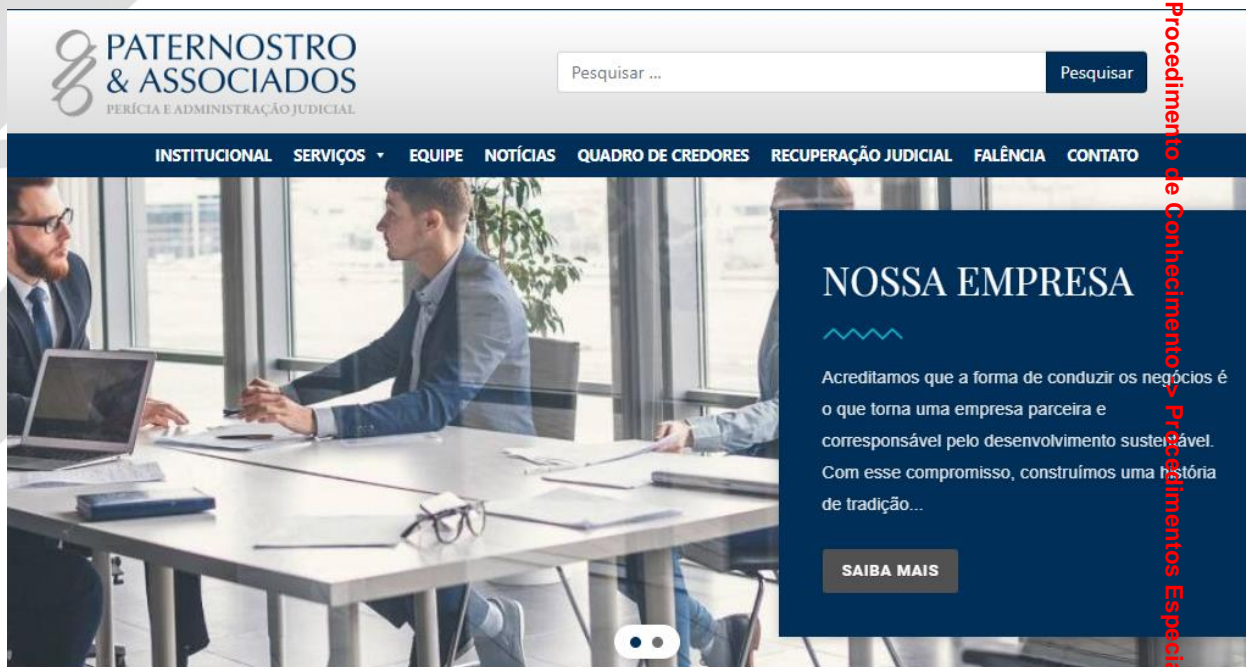 PATERNOSTRO
& ASSOCIADOS
PERÍCIA E ADMINISTRAÇÃO JUDICIAL
Pesquisar ...
Pesquisar
INSTITUCIONAL SERVIÇOS EQUIPE NOTÍCIAS QUADRO DE CREDORES RECUPERAÇÃO JUDICIAL FALÊNCIA CONTATO
NOSSA EMPRESA
Acreditamos que a forma de conduzir os negócios é
o que torna uma empresa parceira e
corresponsável pelo desenvolvimento sustentável.
Com esse compromisso, construímos uma história
de tradição...
SAIBA MAIS
Procedimento de Conhecimento > Procedimentos Especia